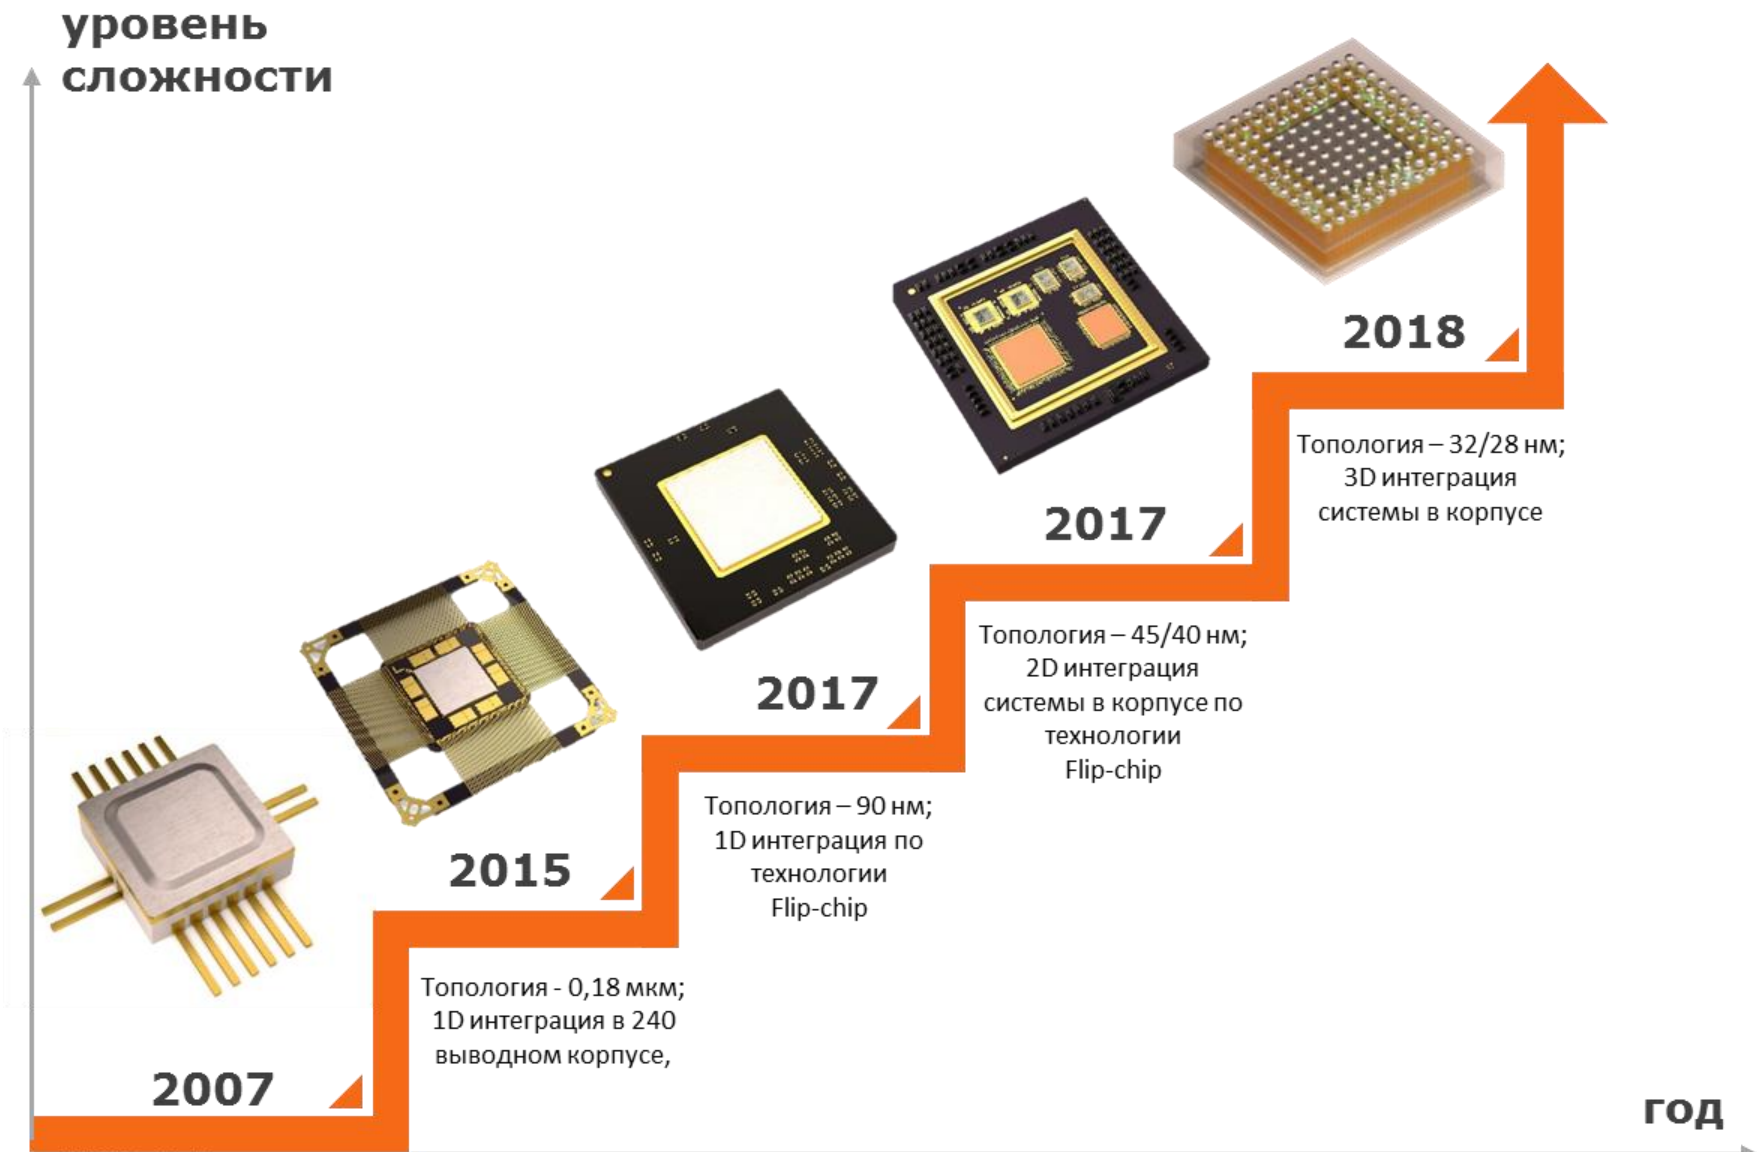 уровень
сложности
2018
Топология – 32/28 нм;
3D интеграция
системы в корпусе
2017
Топология – 45/40 нм;
2D интеграция
системы в корпусе по
технологии
Flip-chip
2017
Топология – 90 нм;
1D интеграция по
технологии
Flip-chip
2015
Топология - 0,18 мкм;
1D интеграция в 240
выводном корпусе,
2007
год